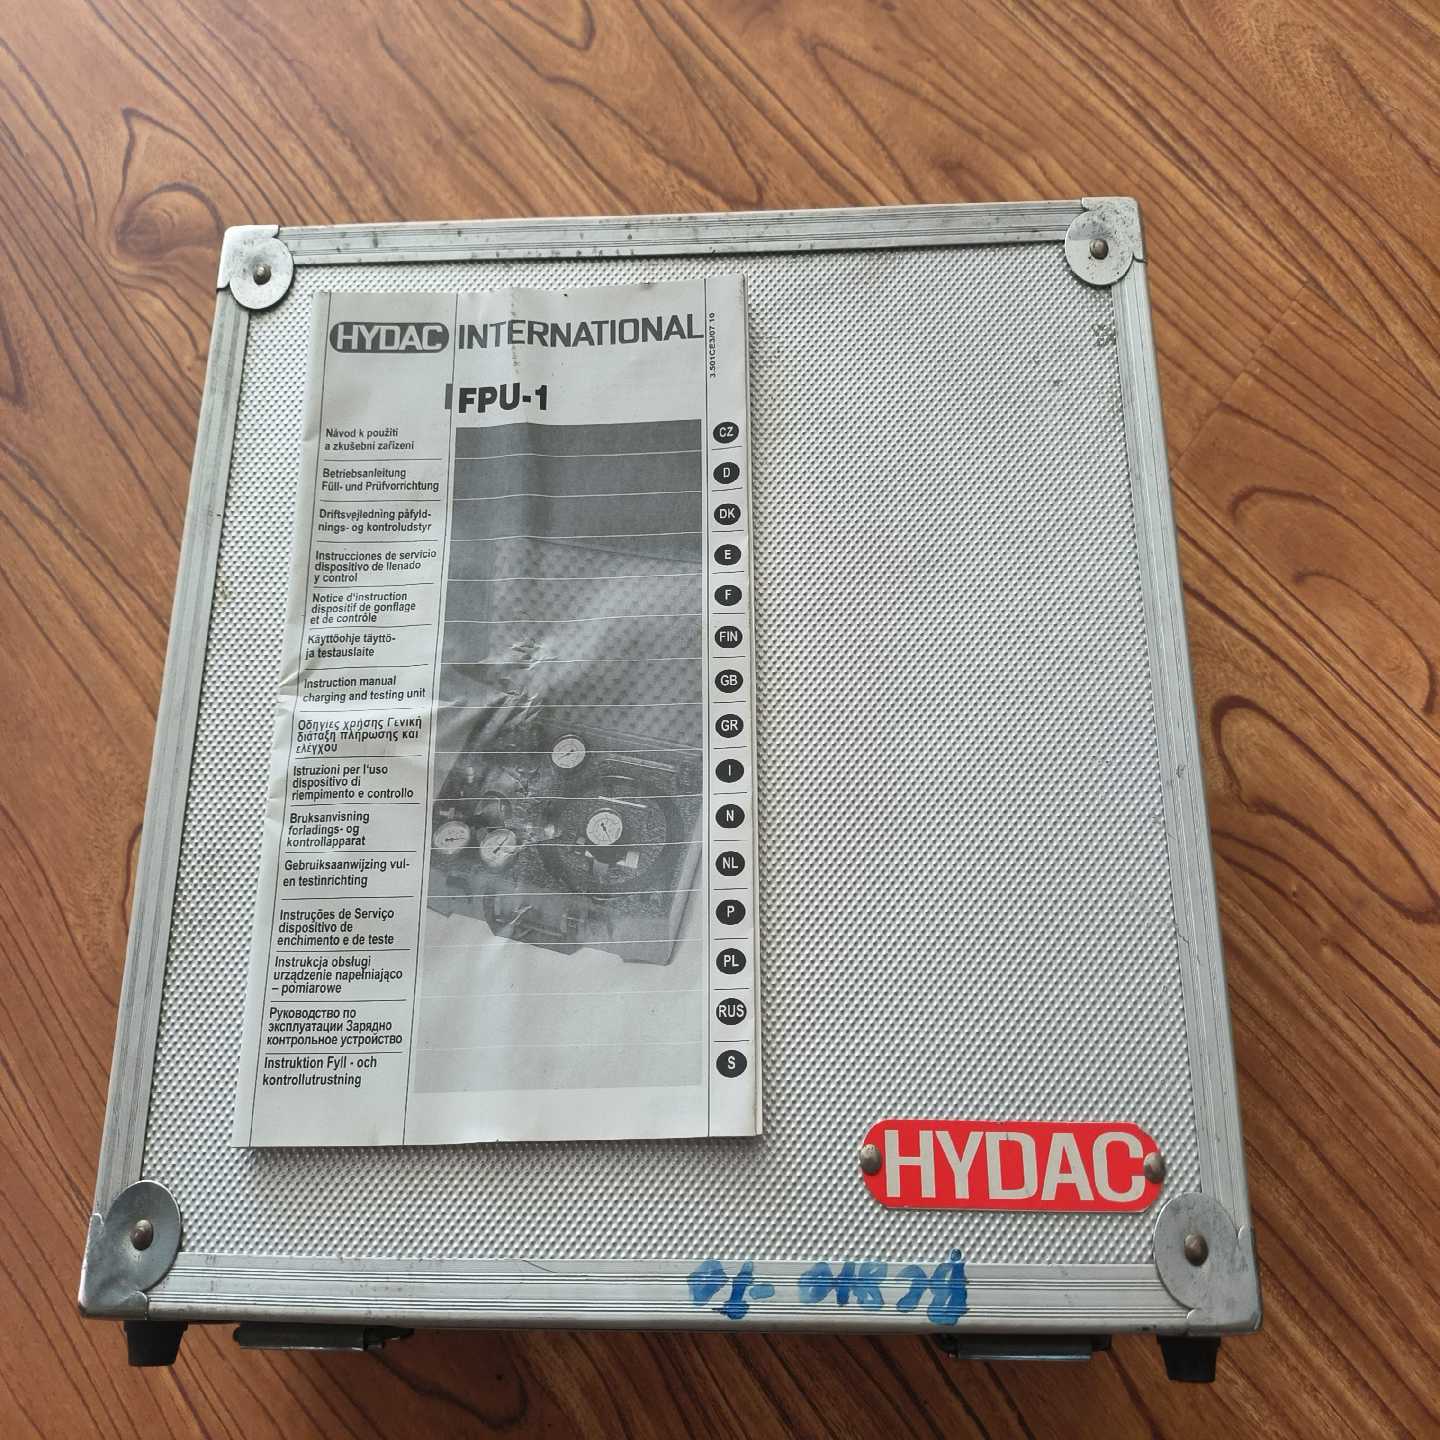 HYDAC INTERNATIONAL
3.501CE3/07.10
FPU-1
Návod k použití
a zkušební zařízení
CZ
Betriebsanleitung
Füll- und Prüfvorrichtung
D
Driftsvejledning påfyld-
nings- og kontroludstyr
DK
Instrucciones de servicio
dispositivo de llenado
y control
E
Notice d'instruction
dispositif de gonflage
et de contrôle
F
Käyttöohje täyttö-
ja testauslaite
FIN
Instruction manual
charging and testing unit
GB
Οδηγίες χρήσης Γενική
διάταξη πλήρωσης και
ελέγχου
GR
Istruzioni per l'uso
dispositivo di
riempimento e controllo
I
Bruksanvisning
forladings- og
kontrollapparat
N
Gebruiksaanwijzing vul-
en testinrichting
NL
Instruções de Serviço
dispositivo de
enchimento e de teste
P
Instrukcja obsługi
urządzenie napełniająco
– pomiarowe
PL
Руководство по
эксплуатации Зарядно
контрольное устройство
RUS
Instruktion Fyll - och
kontrollutrustning
S
HYDAC